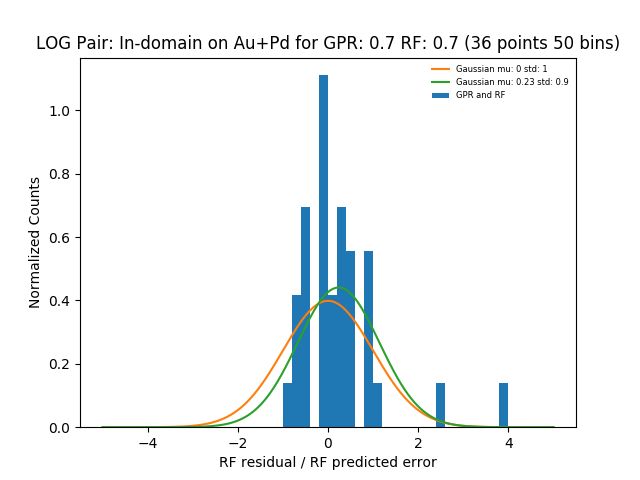 LOG Pair: In-domain on Au+Pd for GPR: 0.7 RF: 0.7 (36 points 50 bins)
Gaussian mu: 0 std: 1
Gaussian mu: 0.23 std: 0.9
GPR and RF
Normalized Counts
1.0
0.8
0.6
0.4
0.2
0.0
−4
−2
0
2
4
RF residual / RF predicted error